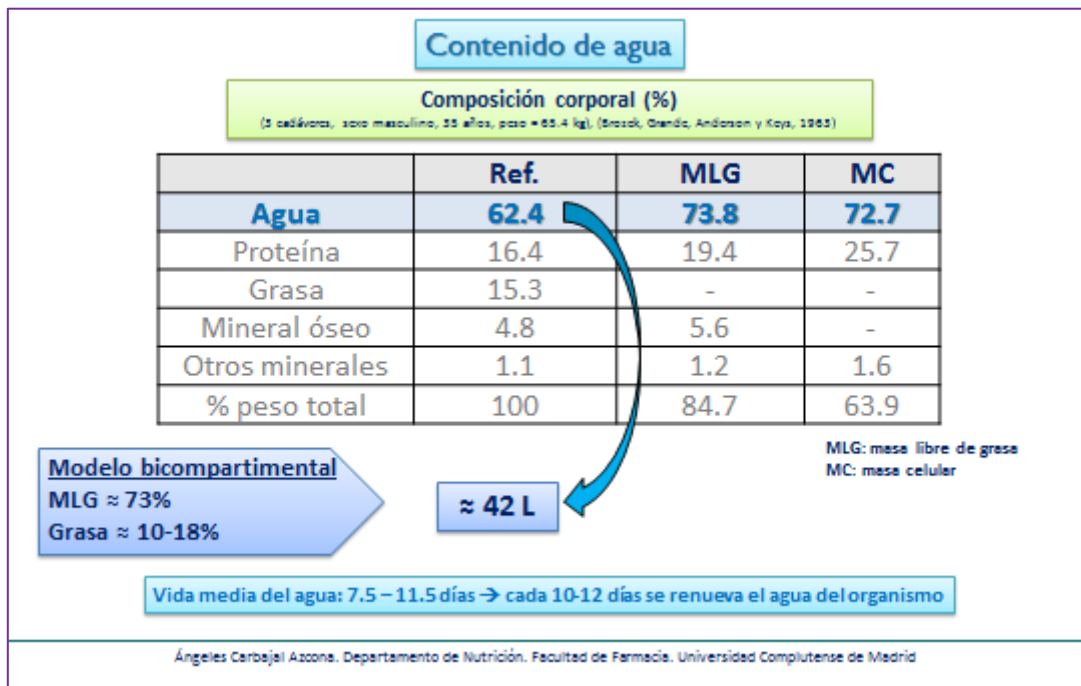 Contenido de agua
Composición corporal (%)
(3 cadáveres, sexo masculino, 35 años, peso = 65.4 kg), (Brozek, Grande, Anderson y Keys, 1963)
Ref. MLG MC
Agua 62.4 73.8 72.7
Proteína 16.4 19.4 25.7
Grasa 15.3 - -
Mineral óseo 4.8 5.6 -
Otros minerales 1.1 1.2 1.6
% peso total 100 84.7 63.9
MLG: masa libre de grasa
MC: masa celular
Modelo bicompartimental
MLG ≈ 73%
Grasa ≈ 10-18%
≈ 42 L
Vida media del agua: 7.5 – 11.5 días → cada 10-12 días se renueva el agua del organismo
Ángeles Carbajal Azcona. Departamento de Nutrición. Facultad de Farmacia. Universidad Complutense de Madrid